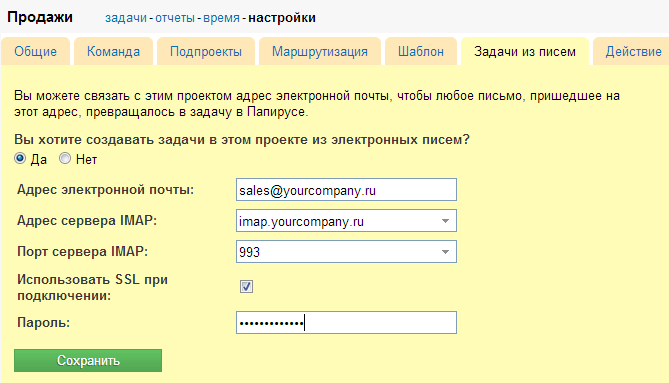 Продажи задачи - отчеты - время - настройки
Общие Команда Подпроекты Маршрутизация Шаблон Задачи из писем Действие
Вы можете связать с этим проектом адрес электронной почты, чтобы любое письмо, пришедшее на
этот адрес, превращалось в задачу в Папирусе.
Вы хотите создавать задачи в этом проекте из электронных писем?
Да Нет
Адрес электронной почты: sales@yourcompany.ru
Адрес сервера IMAP: imap.yourcompany.ru
Порт сервера IMAP: 993
Использовать SSL при
подключении:
Пароль: •••••••••••••
Сохранить